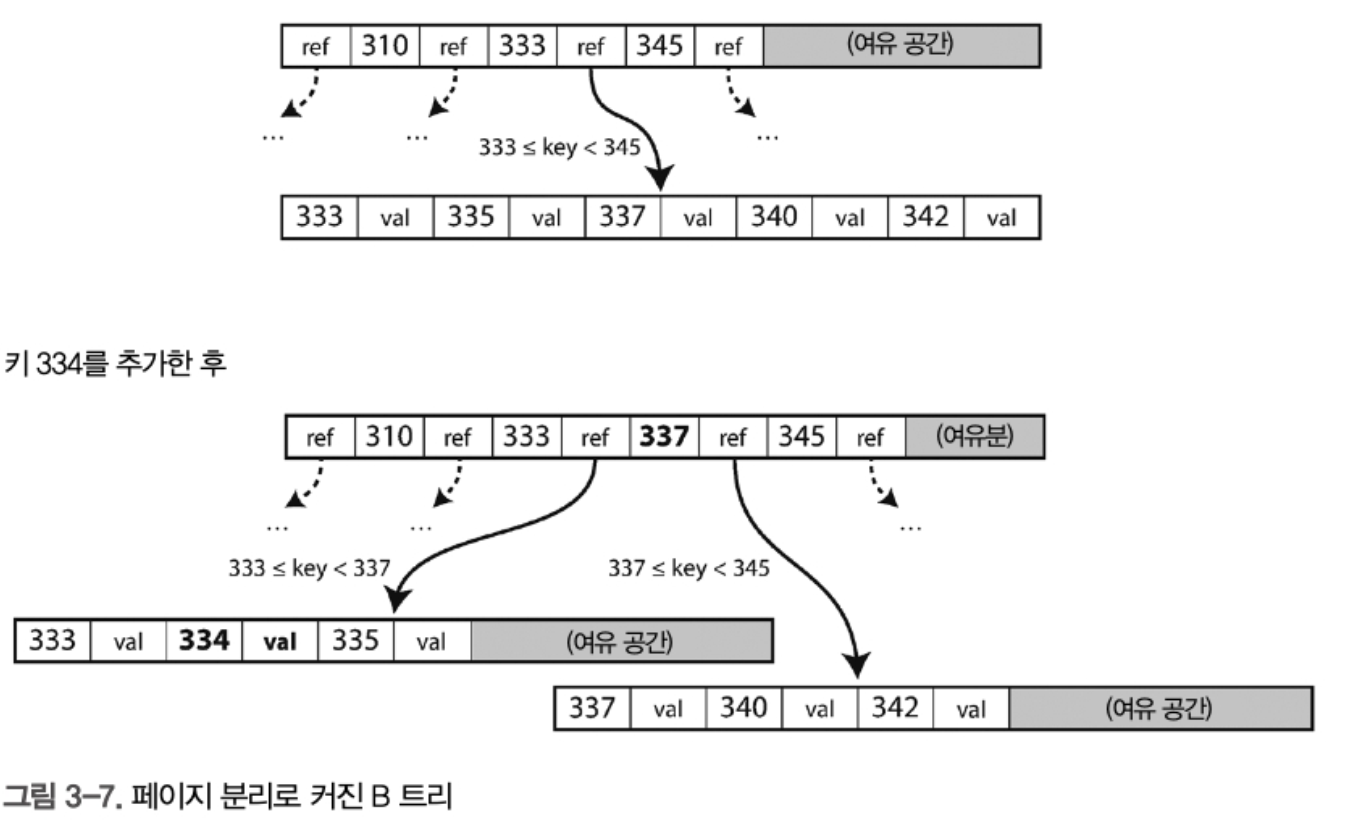 ref 310 ref 333 ref 345 ref (여유 공간)
... ... ...
333 ≤ key < 345
333 val 335 val 337 val 340 val 342 val
키 334를 추가한 후
ref 310 ref 333 ref 337 ref 345 ref (여유분)
... ... ...
333 ≤ key < 337 337 ≤ key < 345
333 val 334 val 335 val (여유 공간)
337 val 340 val 342 val (여유 공간)
그림 3-7. 페이지 분리로 커진 B 트리